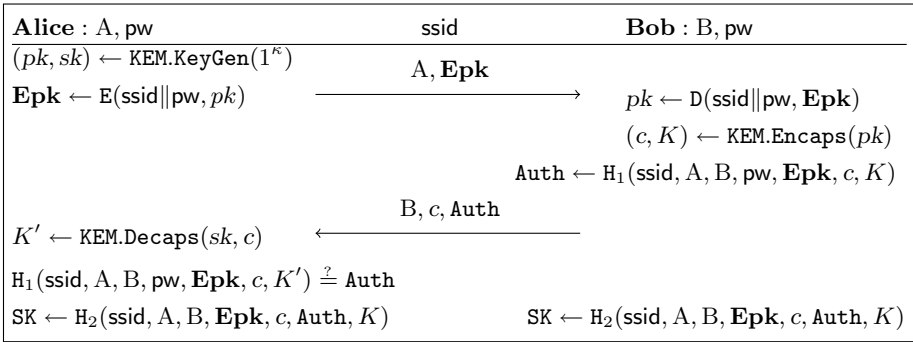 Alice : A, pw ssid Bob : B, pw
(pk, sk) ← KEM.KeyGen(1^κ)
A, Epk
Epk ← E(ssid‖pw, pk) pk ← D(ssid‖pw, Epk)
(c, K) ← KEM.Encaps(pk)
Auth ← H₁(ssid, A, B, pw, Epk, c, K)
B, c, Auth
K′ ← KEM.Decaps(sk, c)
H₁(ssid, A, B, pw, Epk, c, K′) ≟ Auth
SK ← H₂(ssid, A, B, Epk, c, Auth, K) SK ← H₂(ssid, A, B, Epk, c, Auth, K)